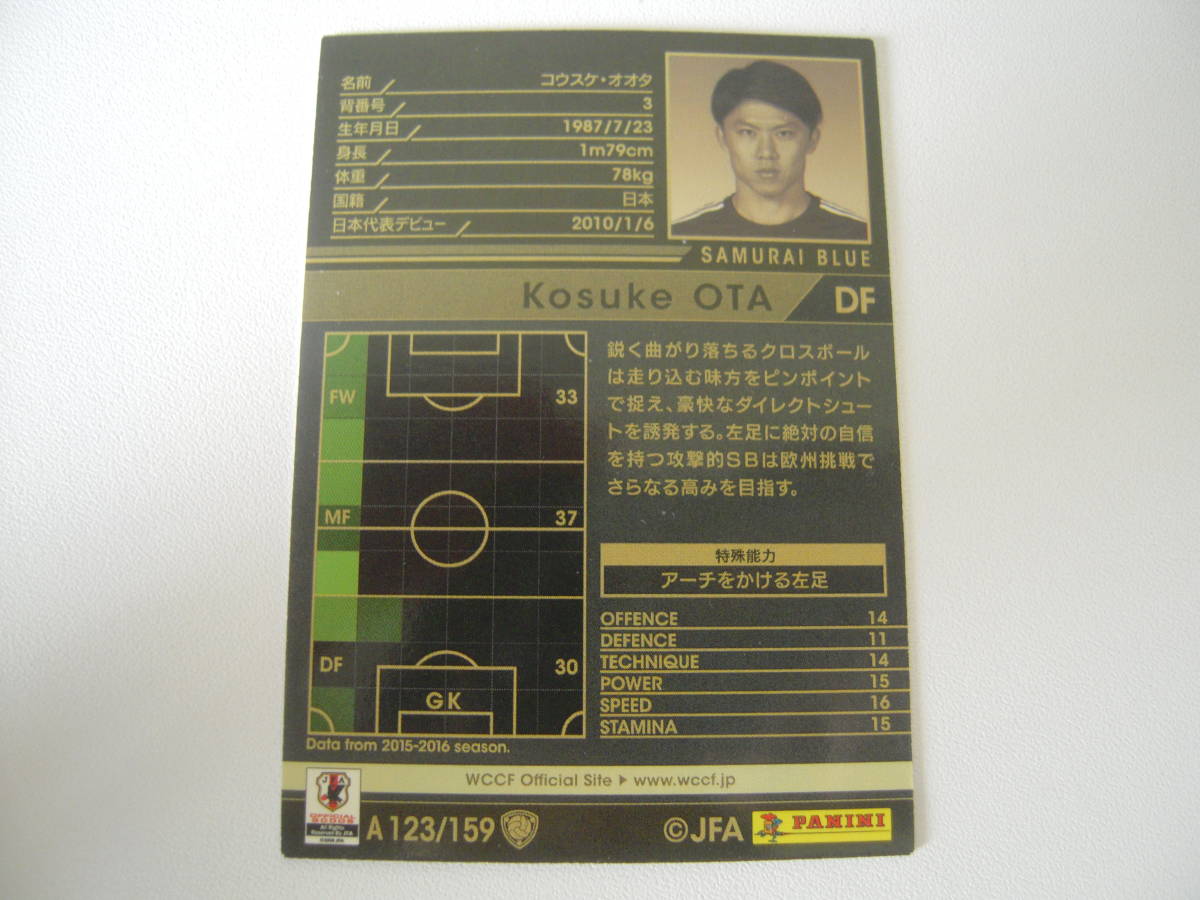 名前 コウスケ・オオタ
背番号 3
生年月日 1987/7/23
身長 1m79cm
体重 78kg
国籍 日本
日本代表デビュー 2010/1/6
SAMURAI BLUE
Kosuke OTA DF
FW 33
MF 37
DF 30
GK
Data from 2015-2016 season.
鋭く曲がり落ちるクロスボール
は走り込む味方をピンポイント
で捉え、豪快なダイレクトシュー
トを誘発する。左足に絶対の自信
を持つ攻撃的SBは欧州挑戦で
さらなる高みを目指す。
特殊能力
アーチをかける左足
OFFENCE 14
DEFENCE 11
TECHNIQUE 14
POWER 15
SPEED 16
STAMINA 15
WCCF Official Site ▶ www.wccf.jp
JFA
OFFICIAL
GOODS
All Rights
Reserved By JFA
A 123/159
©JFA
PANINI